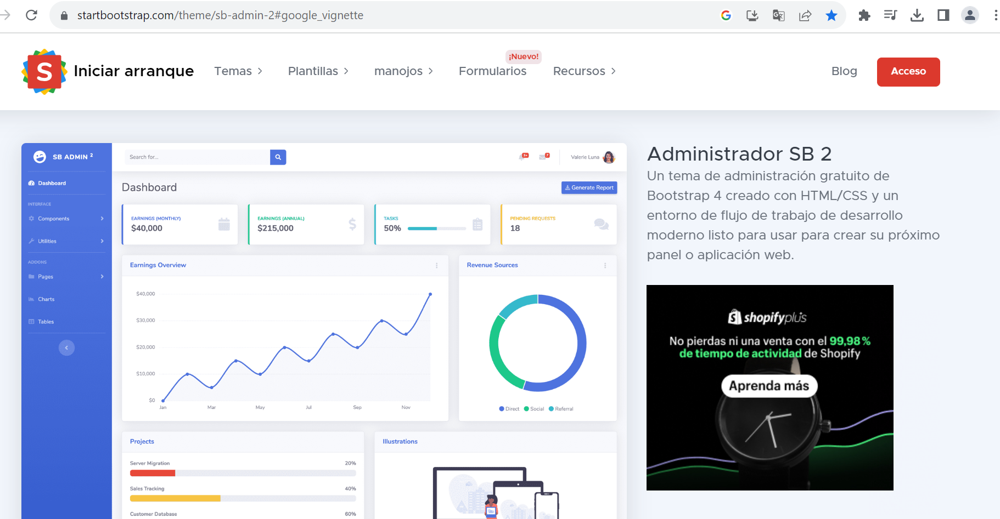 startbootstrap.com/theme/sb-admin-2#google_vignette
S Iniciar arranque
Temas
Plantillas
manojos
¡Nuevo!
Formularios
Recursos
Blog
Acceso
SB ADMIN 2
Dashboard
INTERFACE
Components
Utilities
ADDONS
Pages
Charts
Tables
Search for...
3+
7
Valerie Luna
Dashboard
Generate Report
EARNINGS (MONTHLY)
$40,000
EARNINGS (ANNUAL)
$215,000
TASKS
50%
PENDING REQUESTS
18
Earnings Overview
$40,000
$30,000
$20,000
$10,000
$0
Jan Mar May Jul Sep Nov
Revenue Sources
Direct Social Referral
Projects
Server Migration 20%
Sales Tracking 40%
Customer Database 60%
Illustrations
Administrador SB 2
Un tema de administración gratuito de
Bootstrap 4 creado con HTML/CSS y un
entorno de flujo de trabajo de desarrollo
moderno listo para usar para crear su próximo
panel o aplicación web.
shopify plus
No pierdas ni una venta con el 99,98 %
de tiempo de actividad de Shopify
Aprenda más